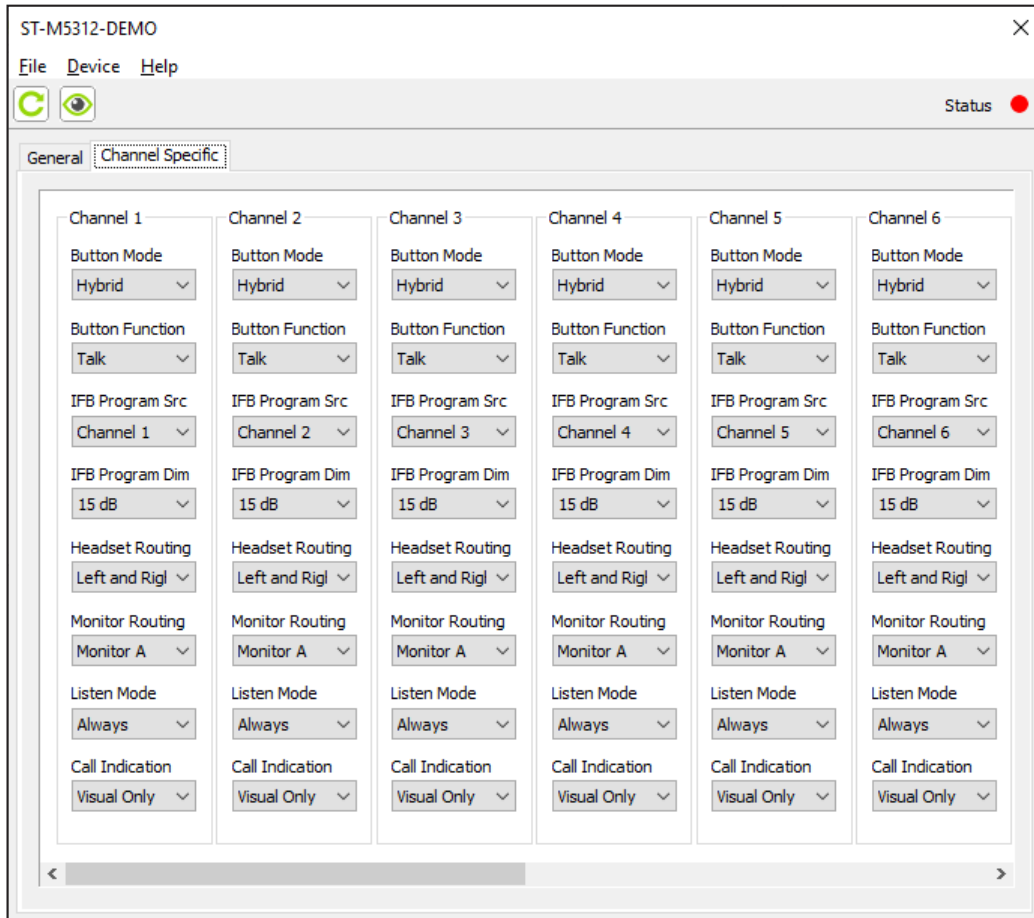 ST-M5312-DEMO
File Device Help
Status
General Channel Specific
Channel 1 Channel 2 Channel 3 Channel 4 Channel 5 Channel 6
Button Mode Button Mode Button Mode Button Mode Button Mode Button Mode
Hybrid Hybrid Hybrid Hybrid Hybrid Hybrid
Button Function Button Function Button Function Button Function Button Function Button Function
Talk Talk Talk Talk Talk Talk
IFB Program Src IFB Program Src IFB Program Src IFB Program Src IFB Program Src IFB Program Src
Channel 1 Channel 2 Channel 3 Channel 4 Channel 5 Channel 6
IFB Program Dim IFB Program Dim IFB Program Dim IFB Program Dim IFB Program Dim IFB Program Dim
15 dB 15 dB 15 dB 15 dB 15 dB 15 dB
Headset Routing Headset Routing Headset Routing Headset Routing Headset Routing Headset Routing
Left and Rigl Left and Rigl Left and Rigl Left and Rigl Left and Rigl Left and Rigl
Monitor Routing Monitor Routing Monitor Routing Monitor Routing Monitor Routing Monitor Routing
Monitor A Monitor A Monitor A Monitor A Monitor A Monitor A
Listen Mode Listen Mode Listen Mode Listen Mode Listen Mode Listen Mode
Always Always Always Always Always Always
Call Indication Call Indication Call Indication Call Indication Call Indication Call Indication
Visual Only Visual Only Visual Only Visual Only Visual Only Visual Only